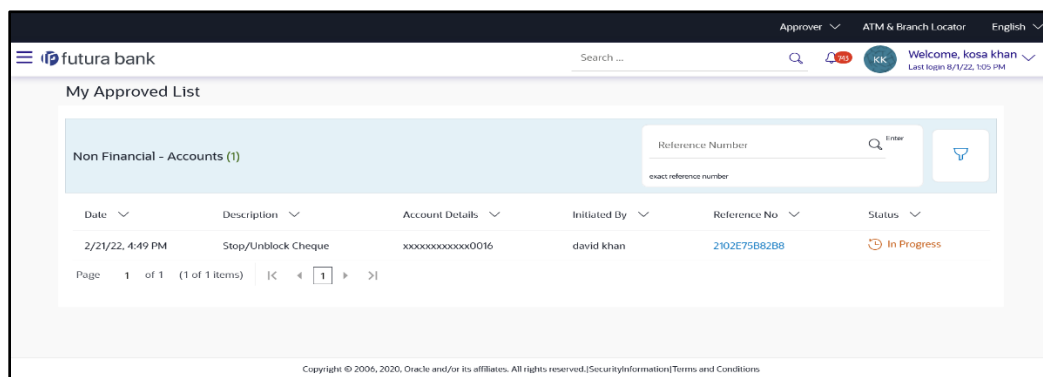 Approver ATM & Branch Locator English
futura bank Search ... 745 KK Welcome, kosa khan
Last login 8/1/22, 1:05 PM
My Approved List
Non Financial - Accounts (1) Reference Number Enter
exact reference number
Date Description Account Details Initiated By Reference No Status
2/21/22, 4:49 PM Stop/Unblock Cheque xxxxxxxxxxxx0016 david khan 2102E75B82B8 In Progress
Page 1 of 1 (1 of 1 items) 1
Copyright © 2006, 2020, Oracle and/or its affiliates. All rights reserved.|SecurityInformation|Terms and Conditions